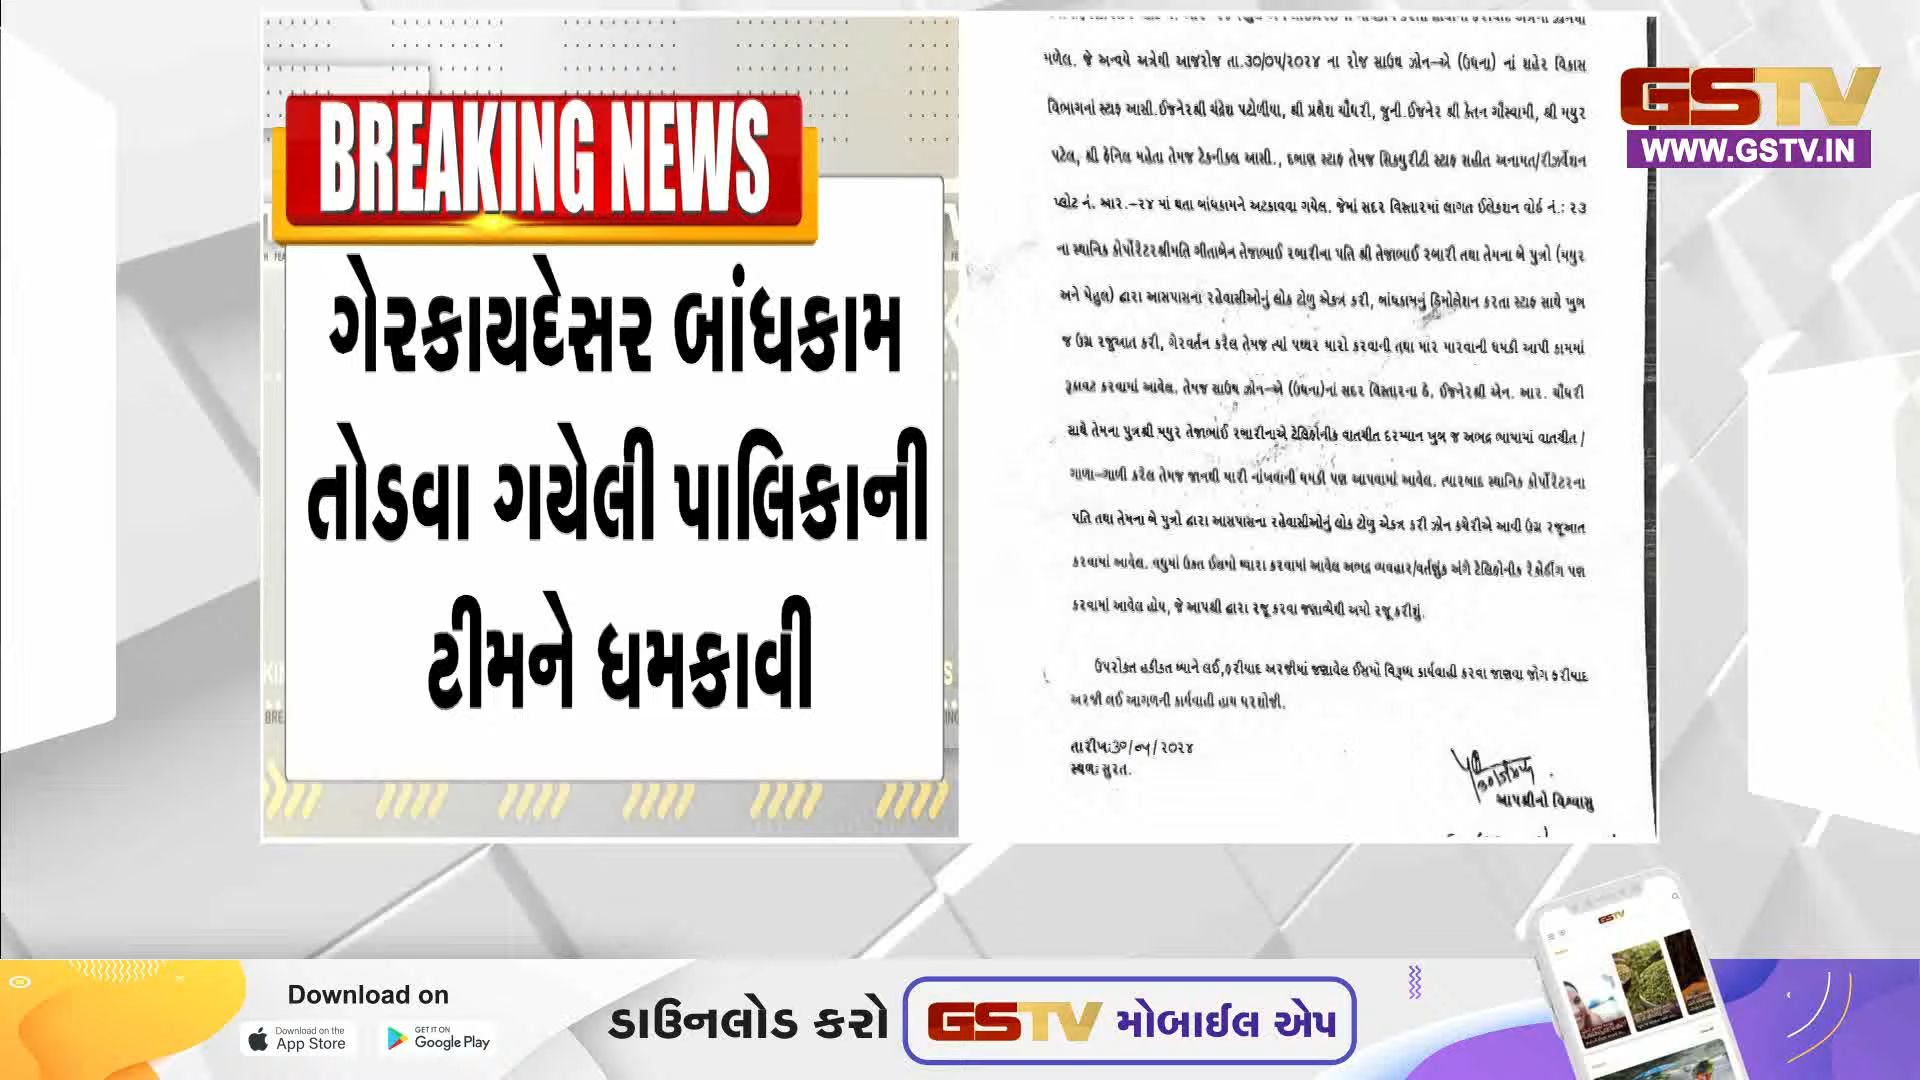 BREAKING NEWS
ગેરકાયદેસર બાંધકામ
તોડવા ગયેલી પાલિકાની
ટીમને ધમકાવી
મળેલ. જે અન્વયે અત્રેથી આજરોજ તા.૩૦/૦૫/૨૦૨૪ ના રોજ સાઉથ ઝોન-એ (ઉધના) નાં શહેર વિકાસ
વિભાગનાં સ્ટાફ આસી.ઈજનેરશ્રી ચંદ્રેશ પટોળીયા, શ્રી પ્રક્ષેશ ચૌધરી, જુની.ઈજનેર શ્રી કેતન ગૌસ્વામી, શ્રી મયુર
પટેલ, શ્રી ફેનિલ મહેતા તેમજ ટેકનીકલ આસી., દબાણ સ્ટાફ તેમજ સિક્યુરીટી સ્ટાફ સહીત અનામત/રીઝર્વેશન
પ્લોટ નં. આર.-૨૪ માં થતા બાંધકામને અટકાવવા ગયેલ. જેમાં સદર વિસ્તારમાં લાગત ઈલેકશન વોર્ડ નં.: ૨૩
ના સ્થાનિક કોર્પોરેટરશ્રીમતિ ગીતાબેન તેજાભાઈ રબારીના પતિ શ્રી તેજાભાઈ રબારી તથા તેમના બે પુત્રો (મયુર
અને મેહુલ) દ્વારા આસપાસના રહેવાસીઓનું લોક ટોળુ એકત્ર કરી, બાંધકામનું ડિમોલેશન કરતા સ્ટાફ સાથે ખુબ
જ ઉગ્ર રજુઆત કરી, ગેરવર્તન કરેલ તેમજ ત્યાં પથ્થર મારો કરવાની તથા માર મારવાની ધમકી આપી કામમાં
રૂકાવટ કરવામાં આવેલ. તેમજ સાઉથ ઝોન-એ (ઉધના)નાં સદર વિસ્તારના ડે. ઈજનેરશ્રી એન. આર. ચૌધરી
સાથે તેમના પુત્રશ્રી મયુર તેજાભાઈ રબારીનાએ ટેલિફોનીક વાતચીત દરમ્યાન ખુબ જ અભદ્ર ભાષામાં વાતચીત /
ગાળા-ગાળી કરેલ તેમજ જાનથી મારી નાંખવાની ધમકી પણ આપવામાં આવેલ. ત્યારબાદ સ્થાનિક કોર્પોરેટરના
પતિ તથા તેમના બે પુત્રો દ્વારા આસપાસના રહેવાસીઓનું લોક ટોળુ એકત્ર કરી ઝોન કચેરીએ આવી ઉગ્ર રજૂઆત
કરવામાં આવેલ. વધુમાં ઉકત ઈસમો ધ્વારા કરવામાં આવેલ અભદ્ર વ્યવહાર/વર્તણુંક અંગે ટેલિફોનીક રેકોર્ડીંગ પણ
કરવામાં આવેલ હોય, જે આપશ્રી દ્વારા રજૂ કરવા જણાવ્યેથી અમો રજૂ કરીશું.
ઉપરોકત હકીકત ધ્યાને લઈ,ફરીયાદ અરજીમાં જણાવેલ ઈસમો વિરૂધ્ધ કાર્યવાહી કરવા જાણવા જોગ ફરીયાદ
અરજી લઈ આગળની કાર્યવાહી હાથ ધરશોજી.
તારીખ:૩૦/૦૫/૨૦૨૪
સ્થળ: સુરત.
આપશ્રીનો વિશ્વાસુ
GSTV
WWW.GSTV.IN
Download on
Download on the
App Store
GET IT ON
Google Play
ડાઉનલોડ કરો GSTV મોબાઈલ એપ
GSTV